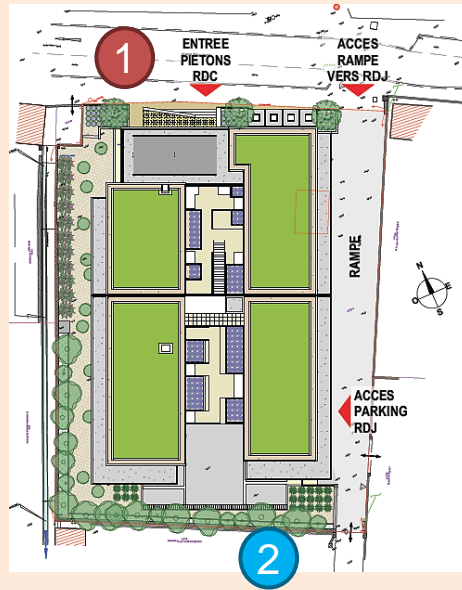 1
ENTREE
PIETONS
RDC
ACCES
RAMPE
VERS RDJ
RAMPE
N
O
E
S
ACCES
PARKING
RDJ
2